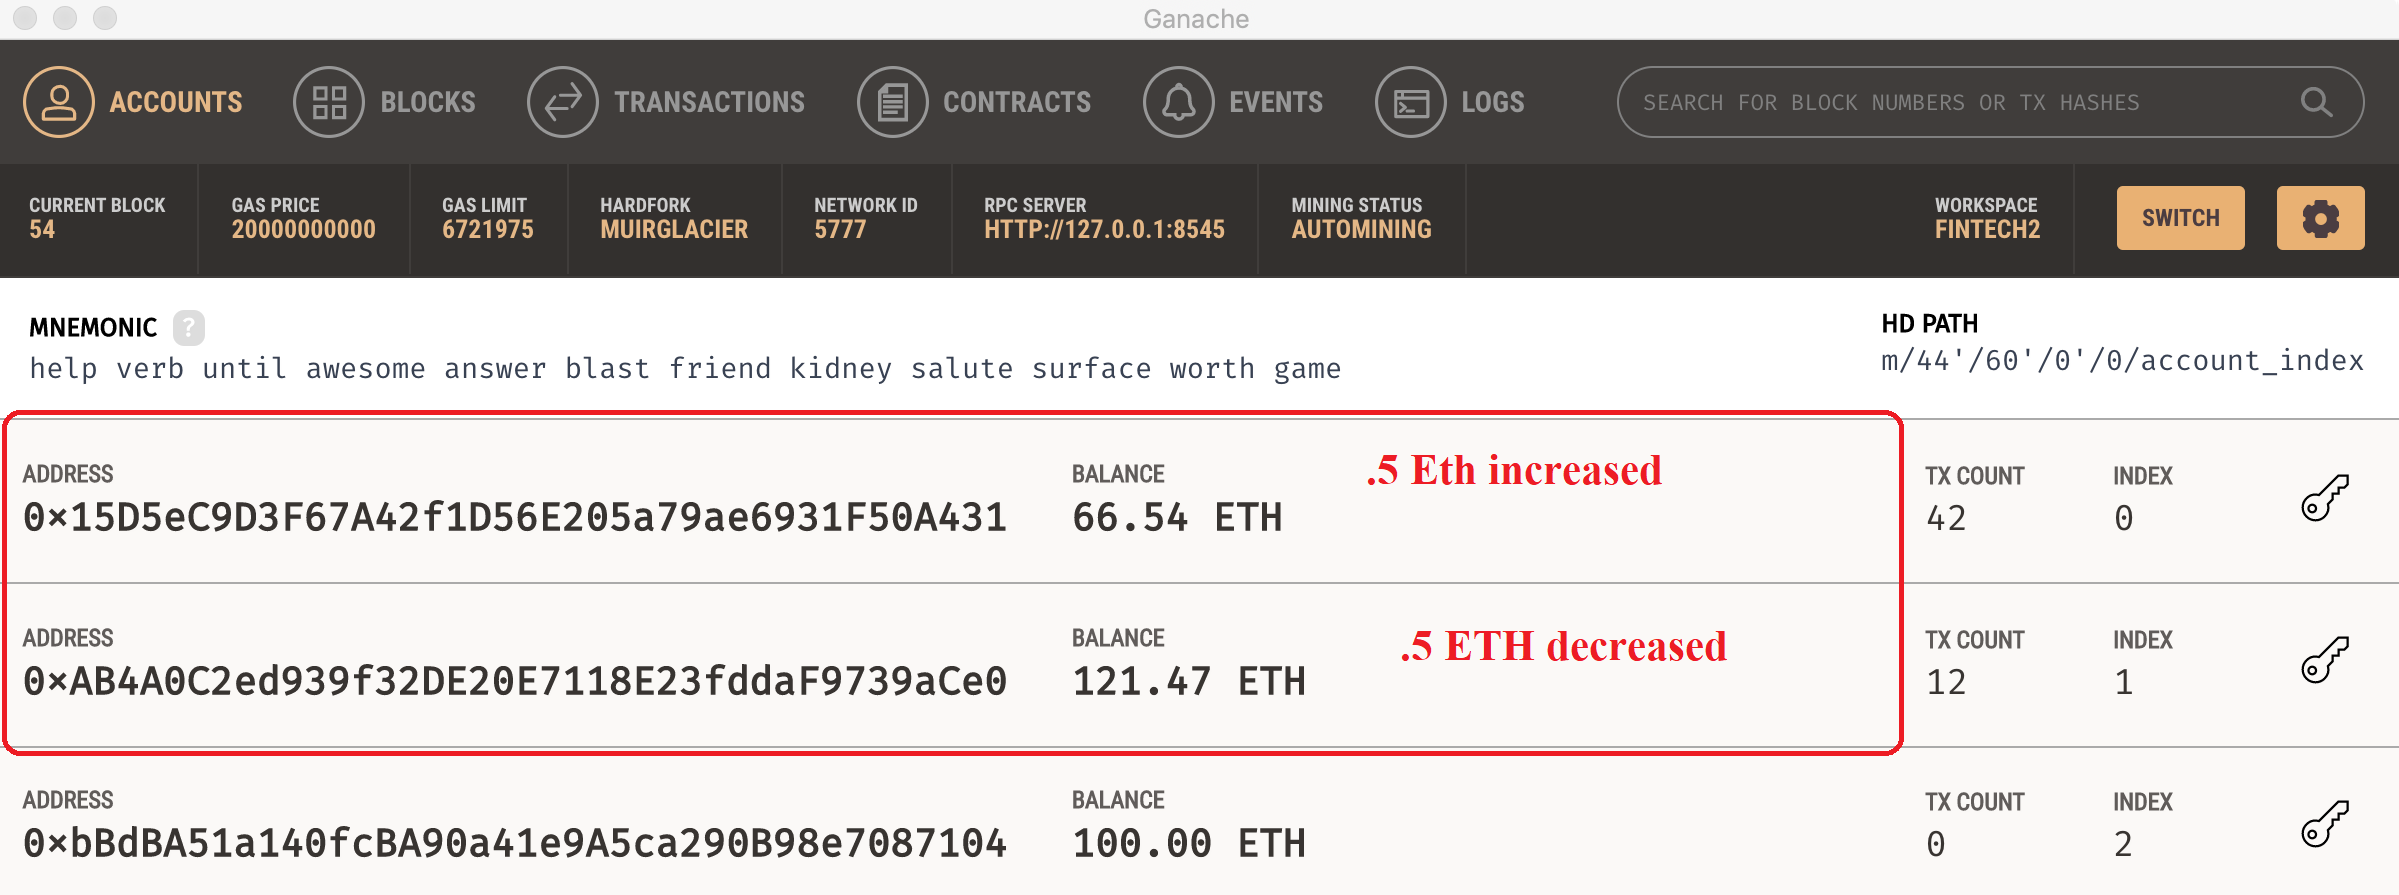 Ganache
ACCOUNTS BLOCKS TRANSACTIONS CONTRACTS EVENTS LOGS SEARCH FOR BLOCK NUMBERS OR TX HASHES
CURRENT BLOCK GAS PRICE GAS LIMIT HARDFORK NETWORK ID RPC SERVER MINING STATUS WORKSPACE
54 20000000000 6721975 MUIRGLACIER 5777 HTTP://127.0.0.1:8545 AUTOMINING FINTECH2 SWITCH
MNEMONIC ? HD PATH
help verb until awesome answer blast friend kidney salute surface worth game m/44'/60'/0'/0/account_index
ADDRESS BALANCE .5 Eth increased TX COUNT INDEX
0×15D5eC9D3F67A42f1D56E205a79ae6931F50A431 66.54 ETH 42 0
ADDRESS BALANCE .5 ETH decreased TX COUNT INDEX
0×AB4A0C2ed939f32DE20E7118E23fddaF9739aCe0 121.47 ETH 12 1
ADDRESS BALANCE TX COUNT INDEX
0×bBdBA51a140fcBA90a41e9A5ca290B98e7087104 100.00 ETH 0 2